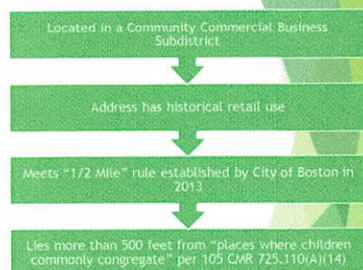 Located in a Community Commercial Business
Subdistrict
Address has historical retail use
Meets "1/2 Mile" rule established by City of Boston in
2013
Lies more than 500 feet from "places where children
commonly congregate" per 105 CMR 725.110(A)(14)